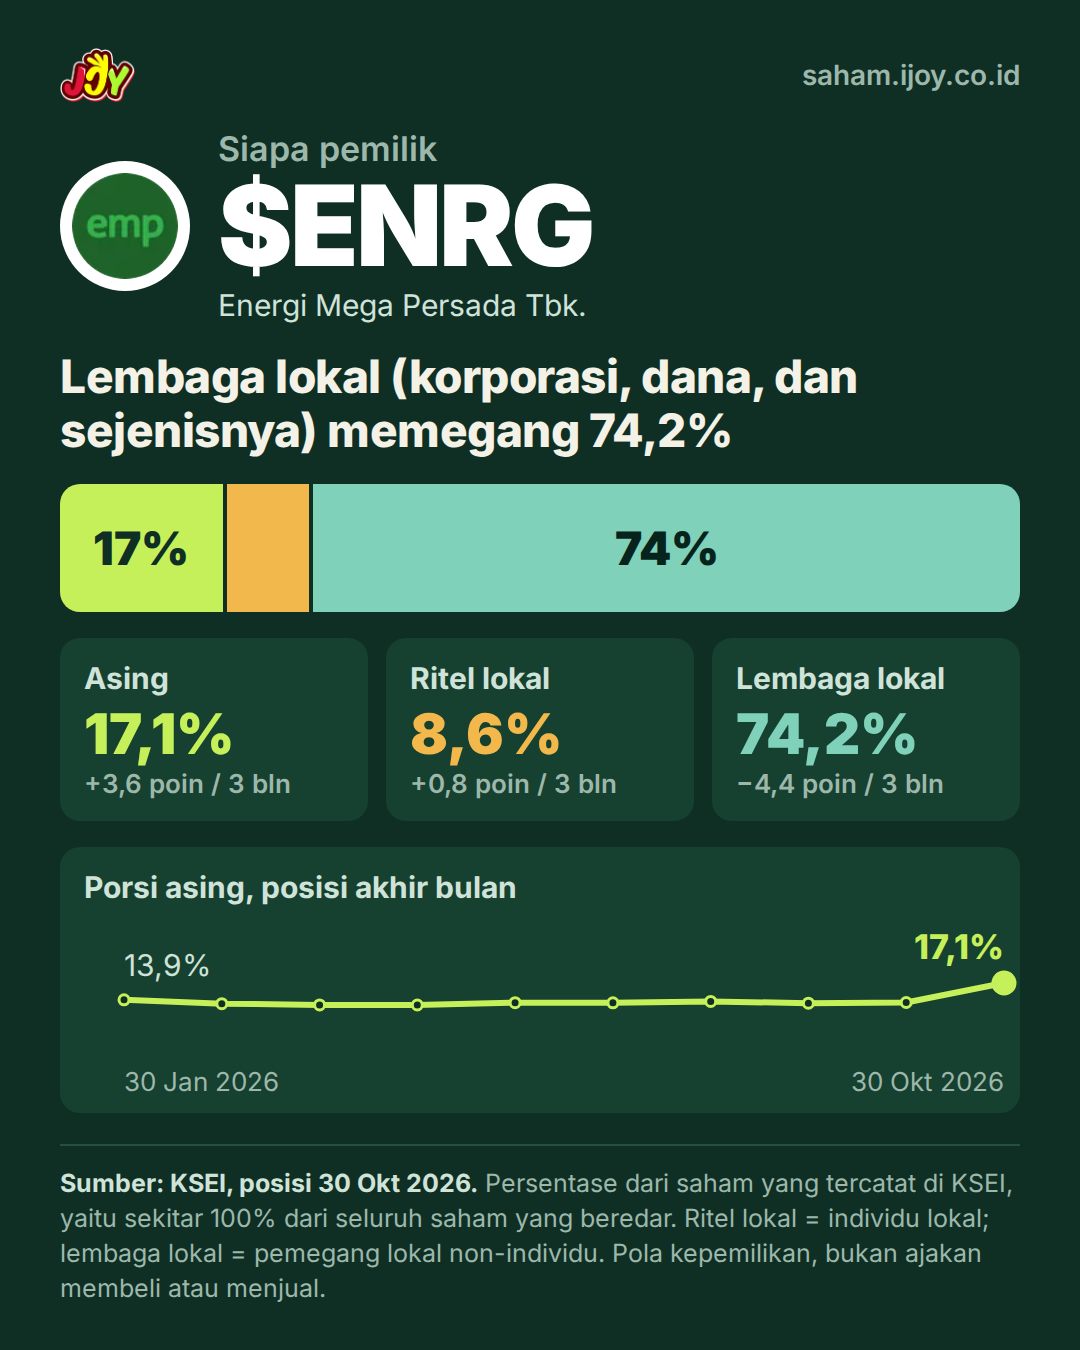 JOY
saham.ijoy.co.id
Siapa pemilik
emp
$ENRG
Energi Mega Persada Tbk.
Lembaga lokal (korporasi, dana, dan
sejenisnya) memegang 74,2%
17%
74%
Asing
17,1%
+3,6 poin / 3 bln
Ritel lokal
8,6%
+0,8 poin / 3 bln
Lembaga lokal
74,2%
−4,4 poin / 3 bln
Porsi asing, posisi akhir bulan
13,9%
17,1%
30 Jan 2026
30 Okt 2026
Sumber: KSEI, posisi 30 Okt 2026. Persentase dari saham yang tercatat di KSEI,
yaitu sekitar 100% dari seluruh saham yang beredar. Ritel lokal = individu lokal;
lembaga lokal = pemegang lokal non-individu. Pola kepemilikan, bukan ajakan
membeli atau menjual.